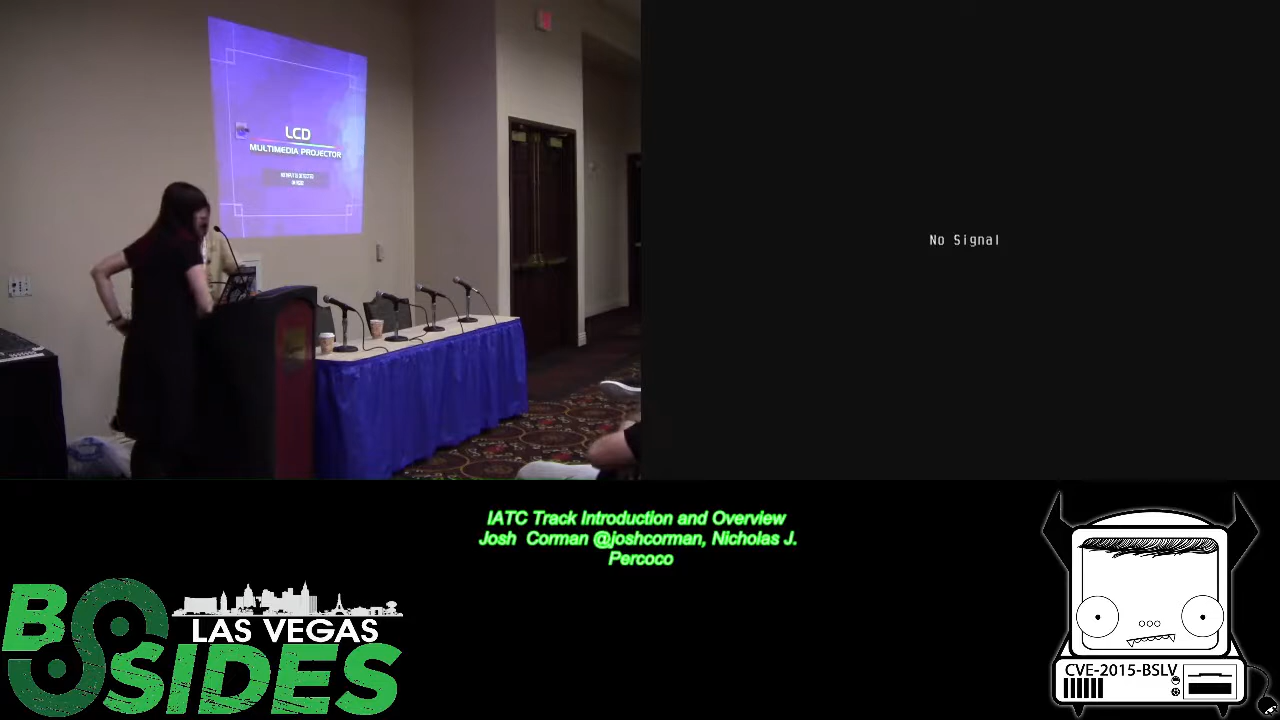 LCD
MULTIMEDIA PROJECTOR
No Signal
IATC Track Introduction and Overview
Josh Corman @joshcorman, Nicholas J.
Percoco
BSIDES
LAS VEGAS
CVE-2015-BSLV